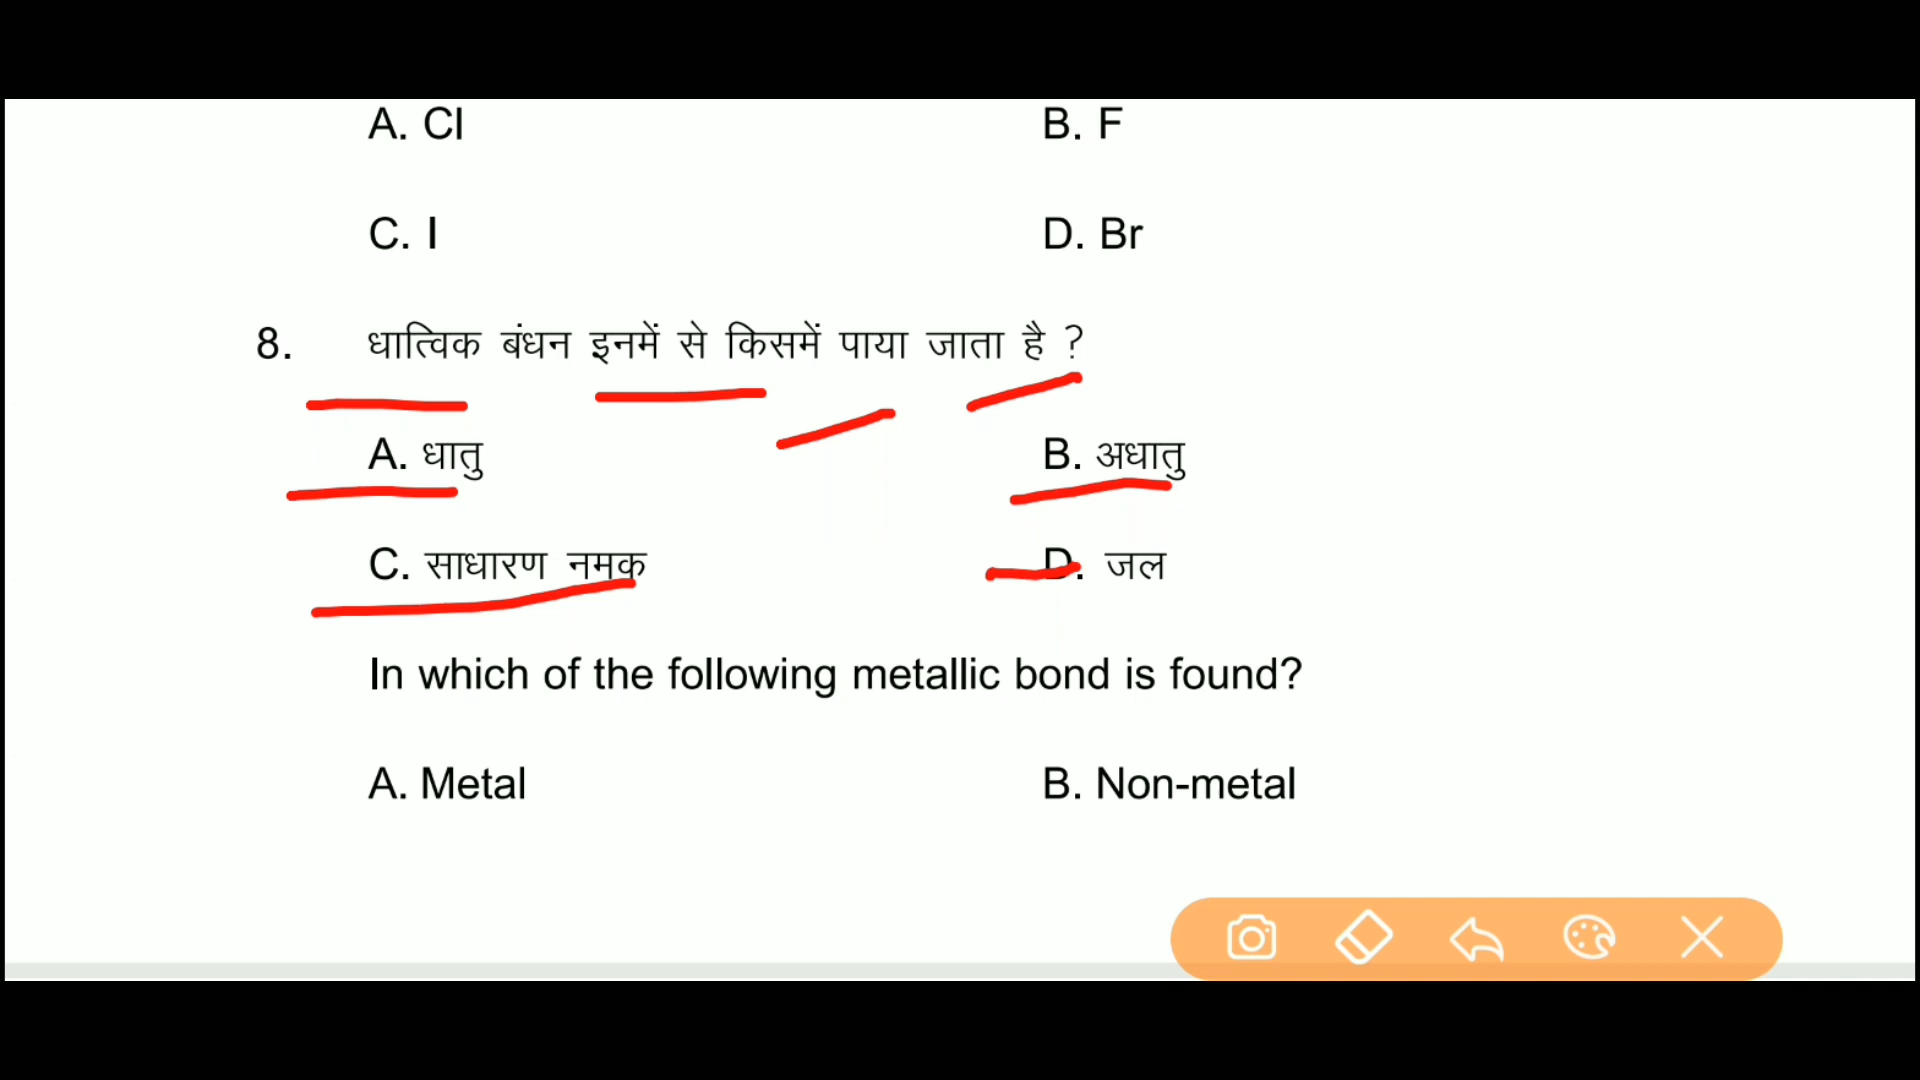 A. Cl B. F
C. I D. Br
8. धात्विक बंधन इनमें से किसमें पाया जाता है ?
A. धातु B. अधातु
C. साधारण नमक D. जल
In which of the following metallic bond is found?
A. Metal B. Non-metal